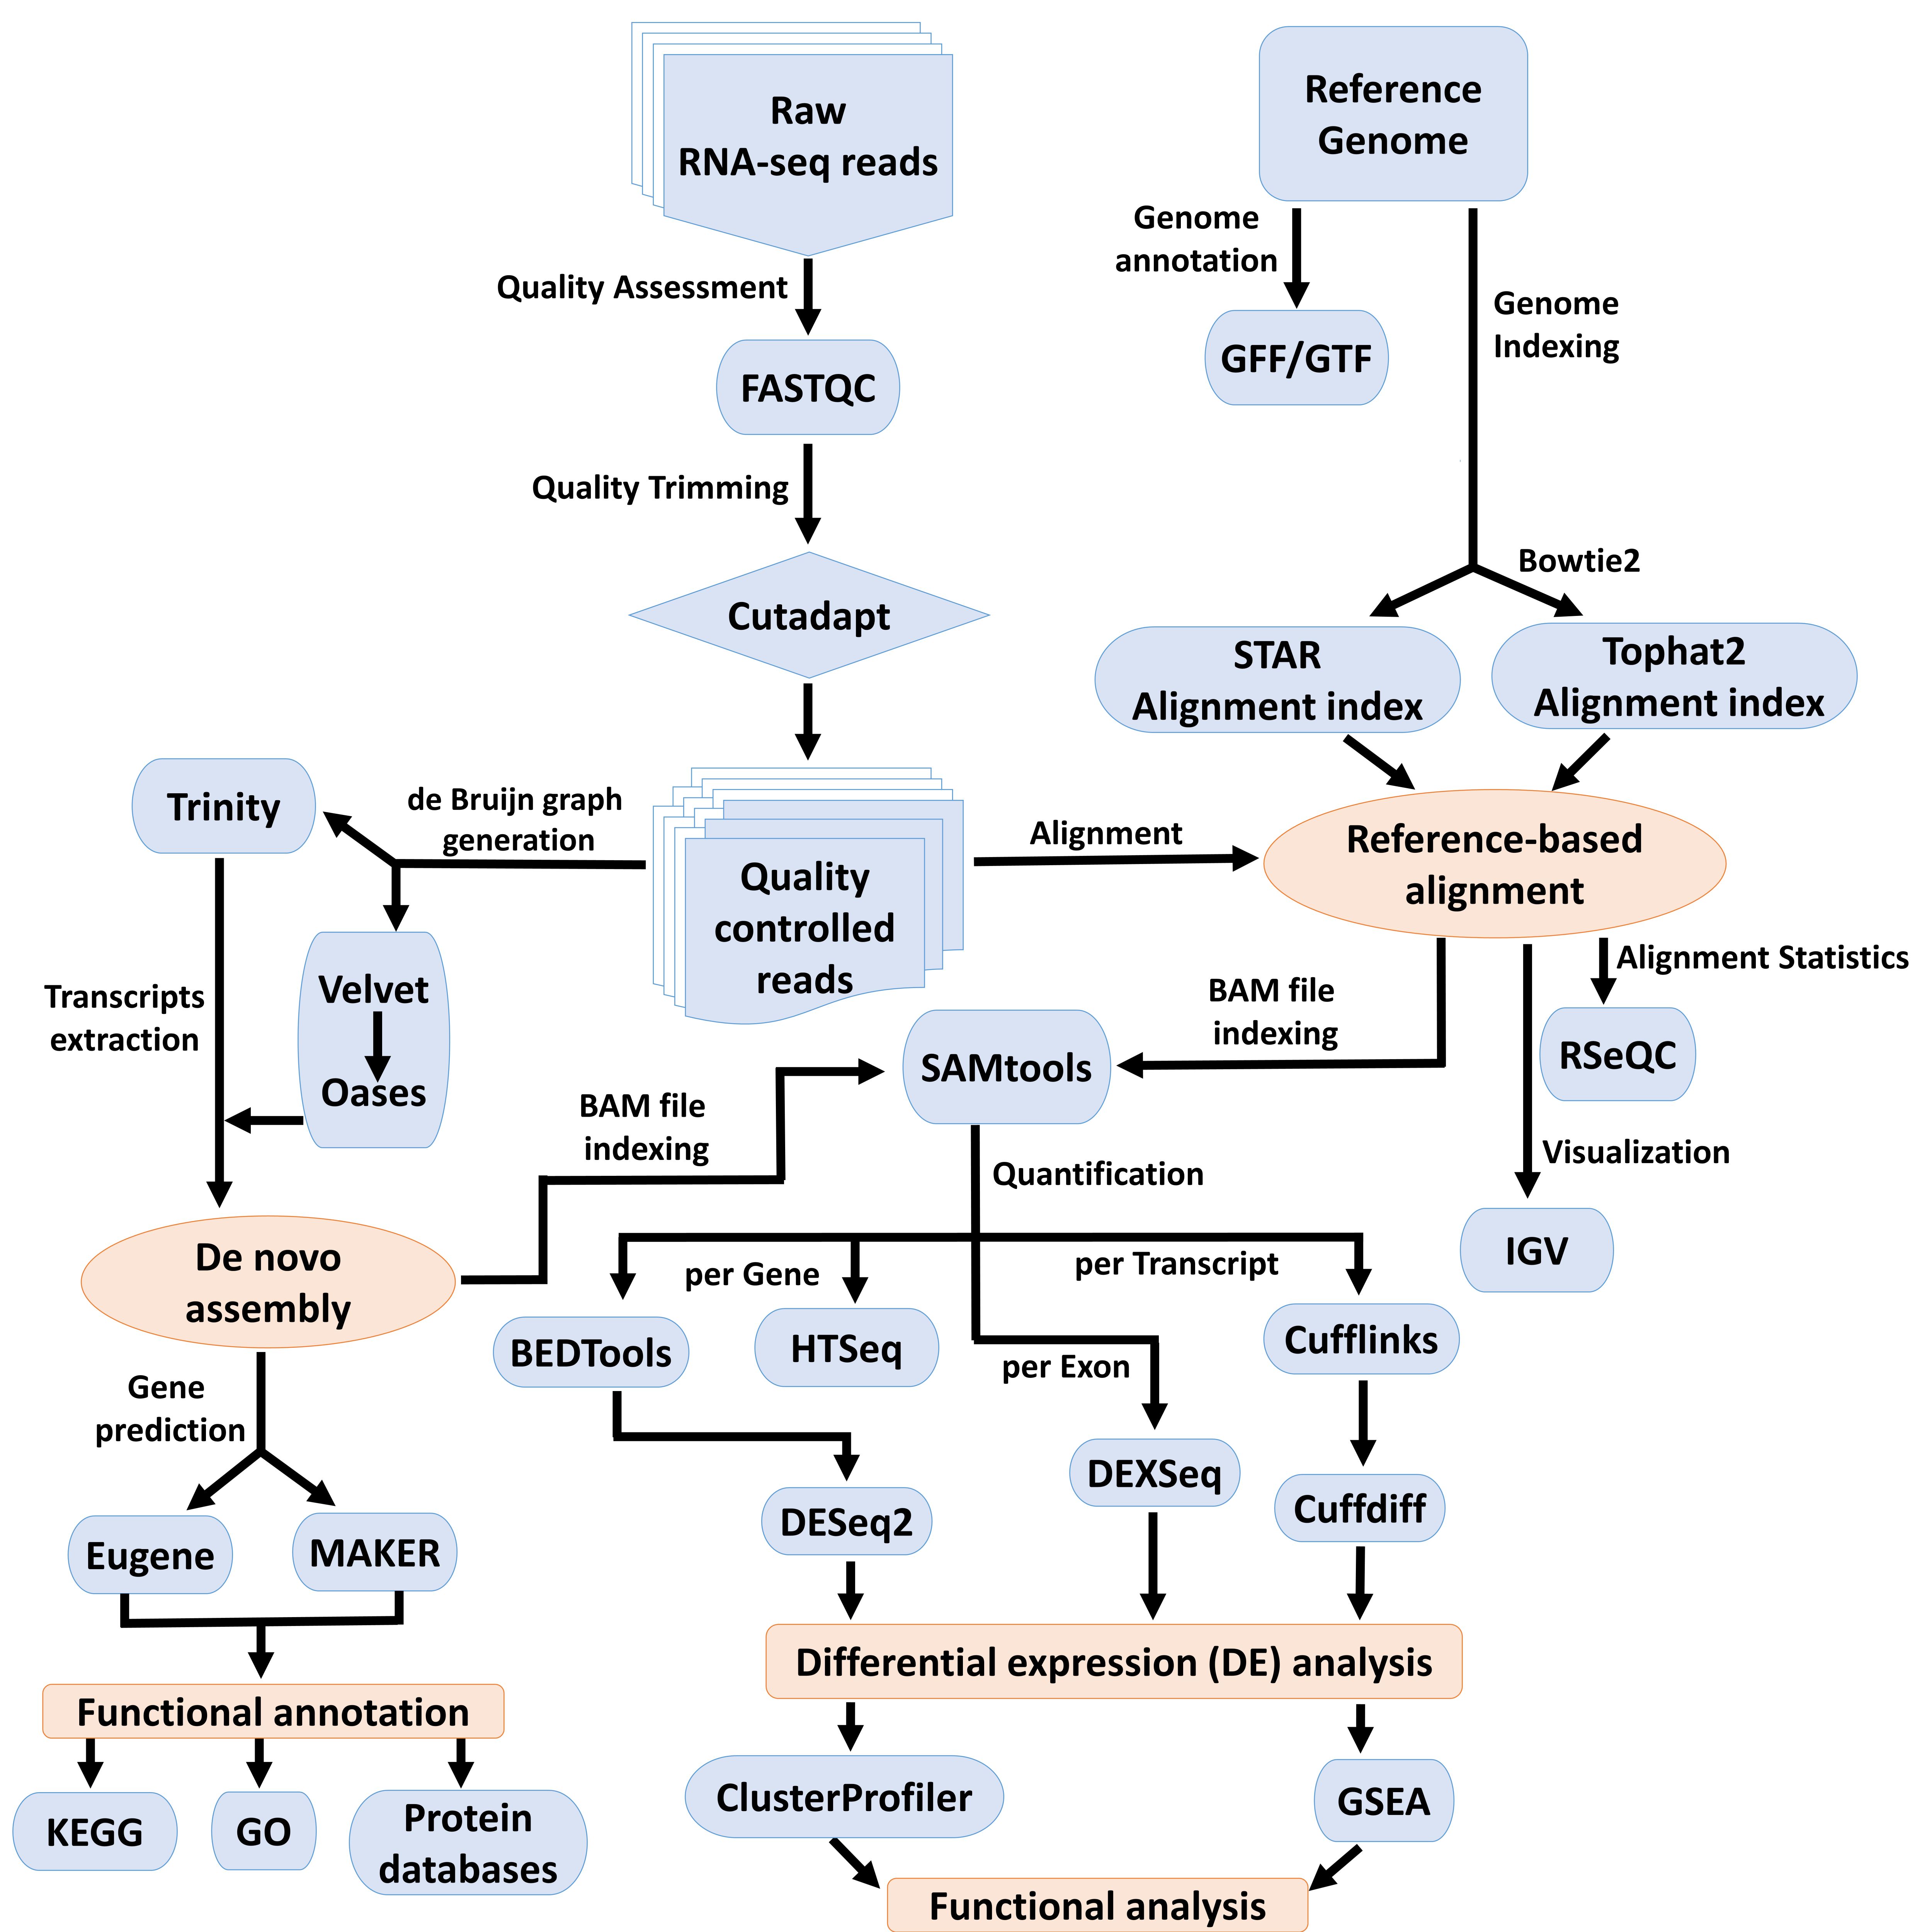 Raw
RNA-seq reads
Reference
Genome
Genome
annotation
Quality Assessment
Genome
Indexing
GFF/GTF
FASTQC
Quality Trimming
Bowtie2
Cutadapt
STAR
Alignment index
Tophat2
Alignment index
Trinity
de Bruijn graph
generation
Alignment
Reference-based
alignment
Quality
controlled
reads
Alignment Statistics
Velvet
Oases
Transcripts
extraction
BAM file
indexing
SAMtools
RSeQC
BAM file
indexing
Visualization
Quantification
De novo
assembly
per Gene
per Transcript
IGV
BEDTools
HTSeq
per Exon
Cufflinks
Gene
prediction
DEXSeq
Cuffdiff
DESeq2
Eugene
MAKER
Differential expression (DE) analysis
Functional annotation
ClusterProfiler
GSEA
KEGG
GO
Protein
databases
Functional analysis